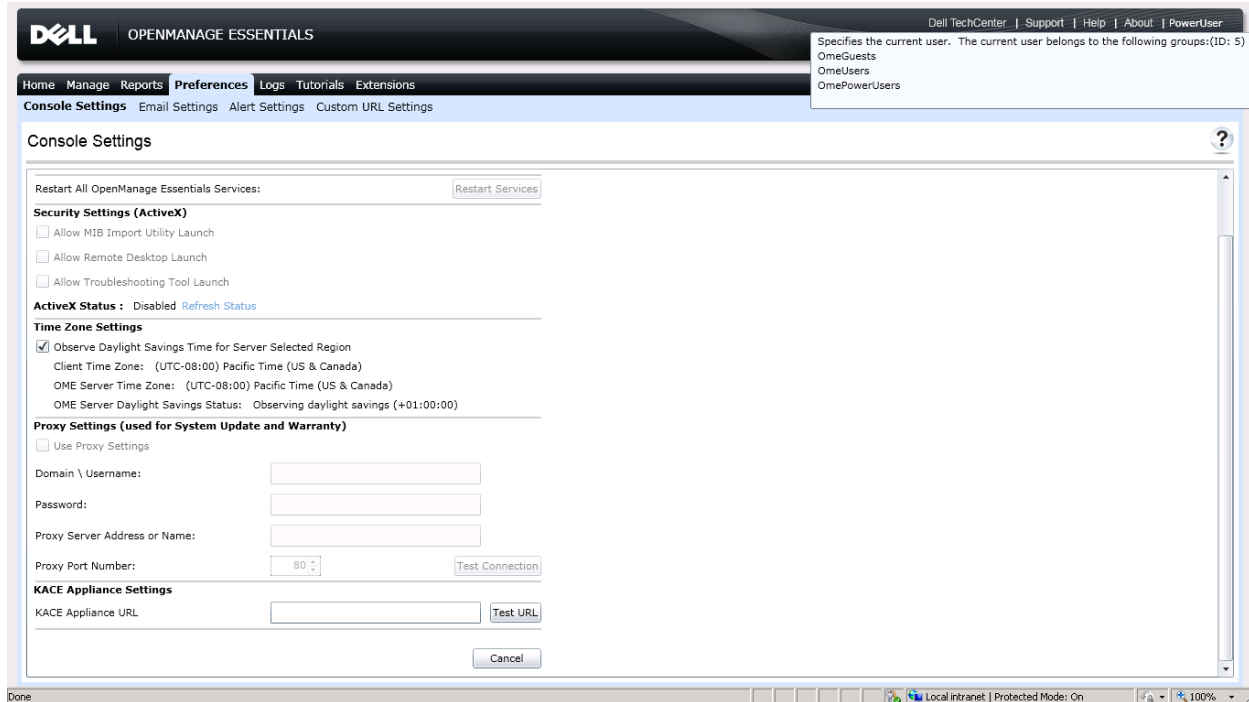 DELL OPENMANAGE ESSENTIALS
Dell TechCenter | Support | Help | About | PowerUser
Specifies the current user. The current user belongs to the following groups:(ID: 5)
OmeGuests
OmeUsers
OmePowerUsers
Home Manage Reports Preferences Logs Tutorials Extensions
Console Settings Email Settings Alert Settings Custom URL Settings
Console Settings
?
Restart All OpenManage Essentials Services: Restart Services
Security Settings (ActiveX)
Allow MIB Import Utility Launch
Allow Remote Desktop Launch
Allow Troubleshooting Tool Launch
ActiveX Status : Disabled Refresh Status
Time Zone Settings
Observe Daylight Savings Time for Server Selected Region
Client Time Zone: (UTC-08:00) Pacific Time (US & Canada)
OME Server Time Zone: (UTC-08:00) Pacific Time (US & Canada)
OME Server Daylight Savings Status: Observing daylight savings (+01:00:00)
Proxy Settings (used for System Update and Warranty)
Use Proxy Settings
Domain \ Username:
Password:
Proxy Server Address or Name:
Proxy Port Number: 80 Test Connection
KACE Appliance Settings
KACE Appliance URL Test URL
Cancel
Done Local intranet | Protected Mode: On 100%